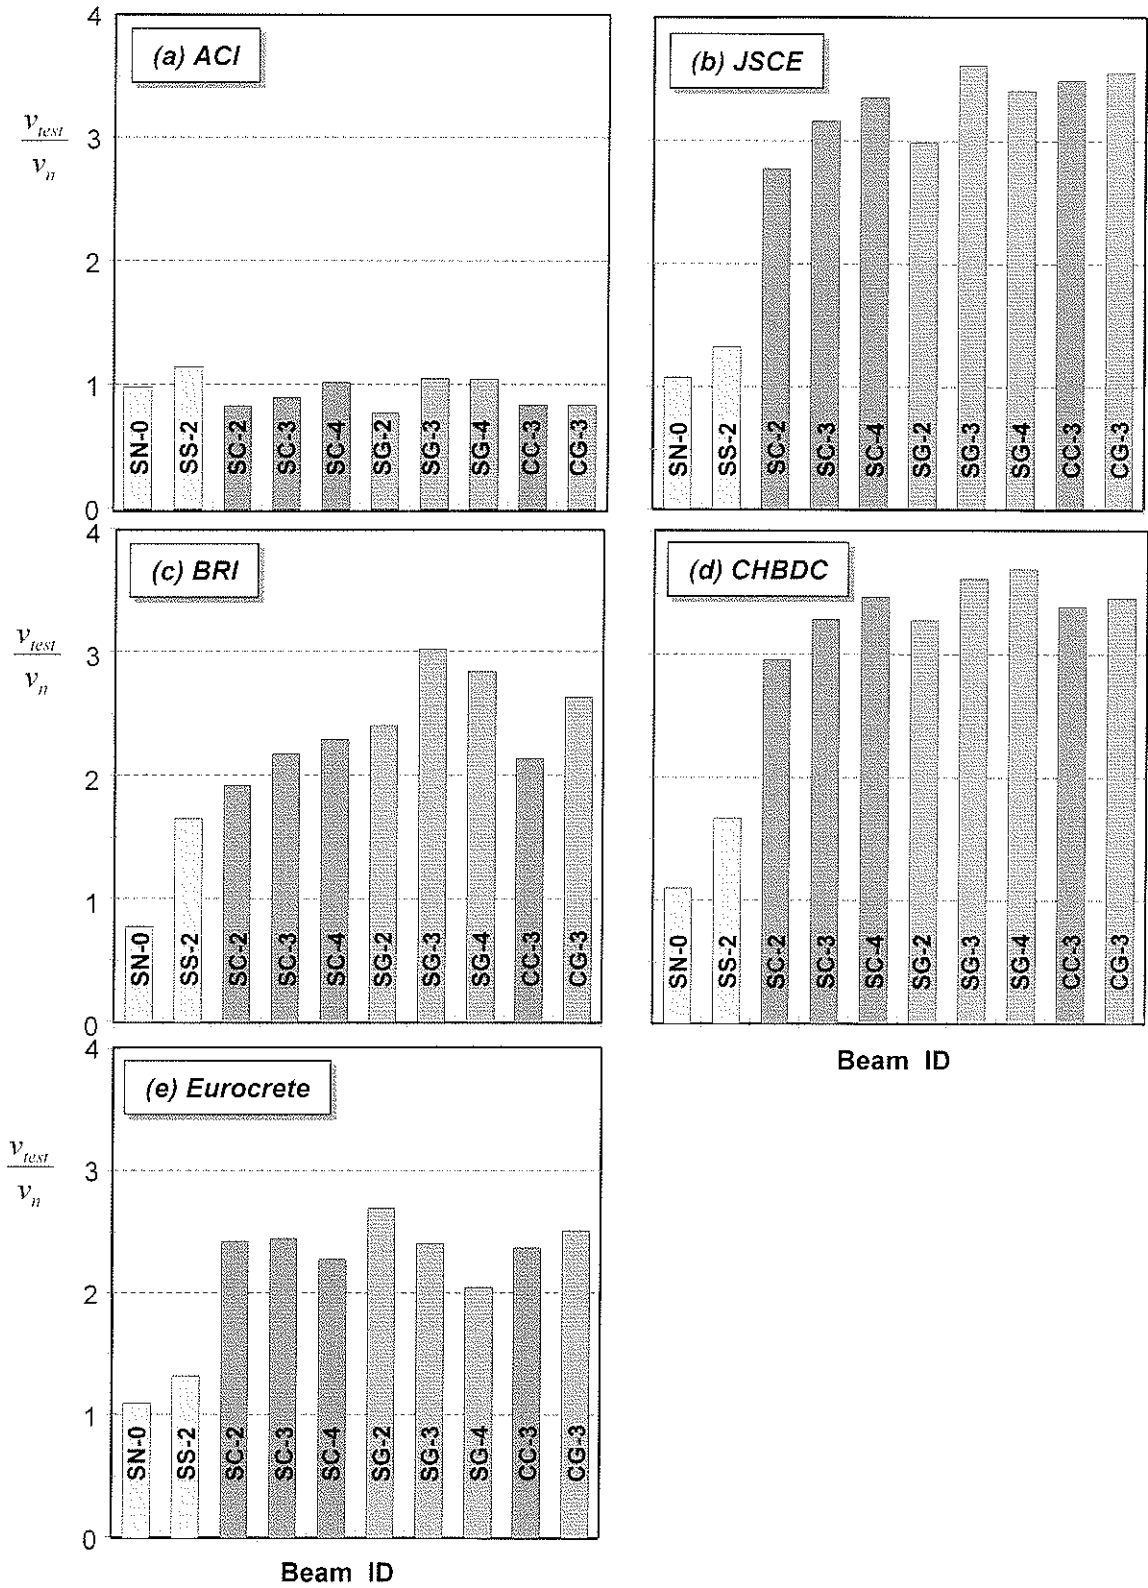 (a) ACI
v_test / v_n
4
3
2
1
0
SN-0
SS-2
SC-2
SC-3
SC-4
SG-2
SG-3
SG-4
CC-3
CG-3
(b) JSCE
SN-0
SS-2
SC-2
SC-3
SC-4
SG-2
SG-3
SG-4
CC-3
CG-3
(c) BRI
v_test / v_n
4
3
2
1
0
SN-0
SS-2
SC-2
SC-3
SC-4
SG-2
SG-3
SG-4
CC-3
CG-3
(d) CHBDC
SN-0
SS-2
SC-2
SC-3
SC-4
SG-2
SG-3
SG-4
CC-3
CG-3
Beam ID
(e) Eurocrete
v_test / v_n
4
3
2
1
0
SN-0
SS-2
SC-2
SC-3
SC-4
SG-2
SG-3
SG-4
CC-3
CG-3
Beam ID